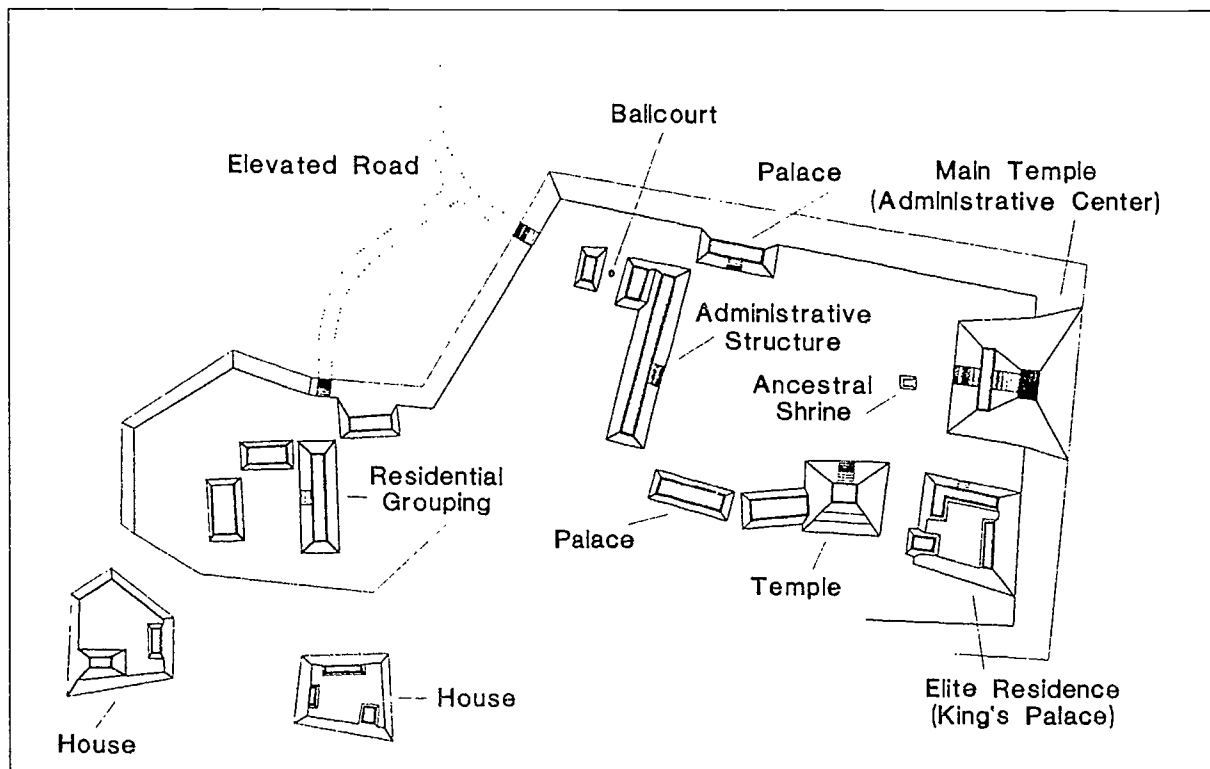 Ballcourt
Elevated Road
Palace
Main Temple
(Administrative Center)
Administrative
Structure
Ancestral
Shrine
Residential
Grouping
Palace
Temple
Elite Residence
(King's Palace)
House
House